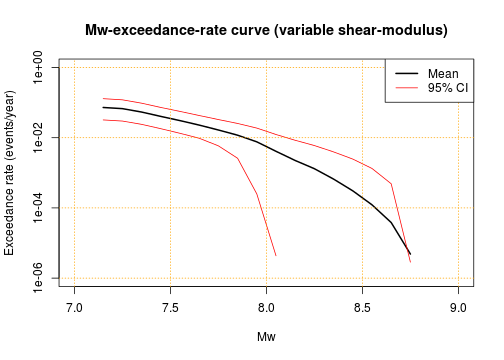 Mw-exceedance-rate curve (variable shear-modulus)
Exceedance rate (events/year)
1e+00
1e-02
1e-04
1e-06
Mean
95% CI
7.0 7.5 8.0 8.5 9.0
Mw